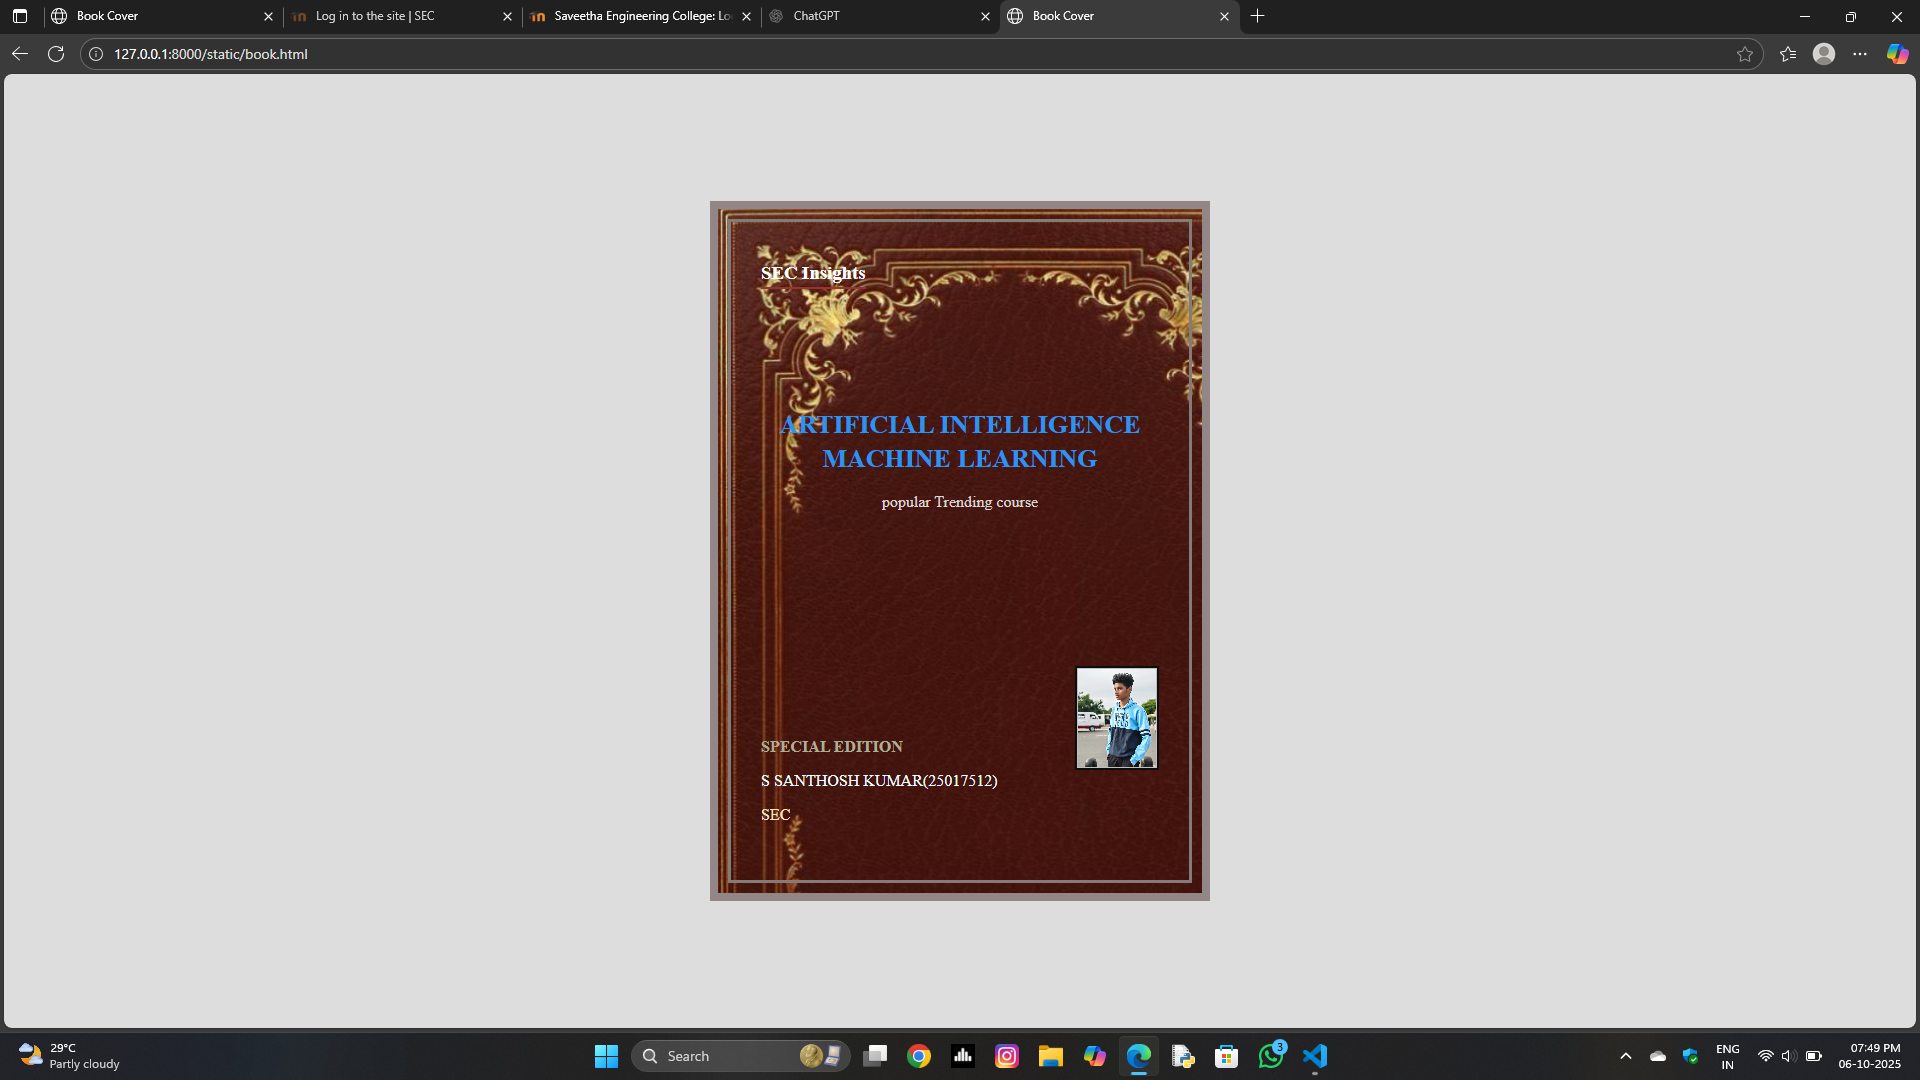 Book Cover
Log in to the site | SEC
Saveetha Engineering College: Lo
ChatGPT
Book Cover
127.0.0.1:8000/static/book.html
SEC Insights
ARTIFICIAL INTELLIGENCE
MACHINE LEARNING
popular Trending course
SPECIAL EDITION
S SANTHOSH KUMAR(25017512)
SEC
29°C
Partly cloudy
Search
3
ENG
IN
07:49 PM
06-10-2025